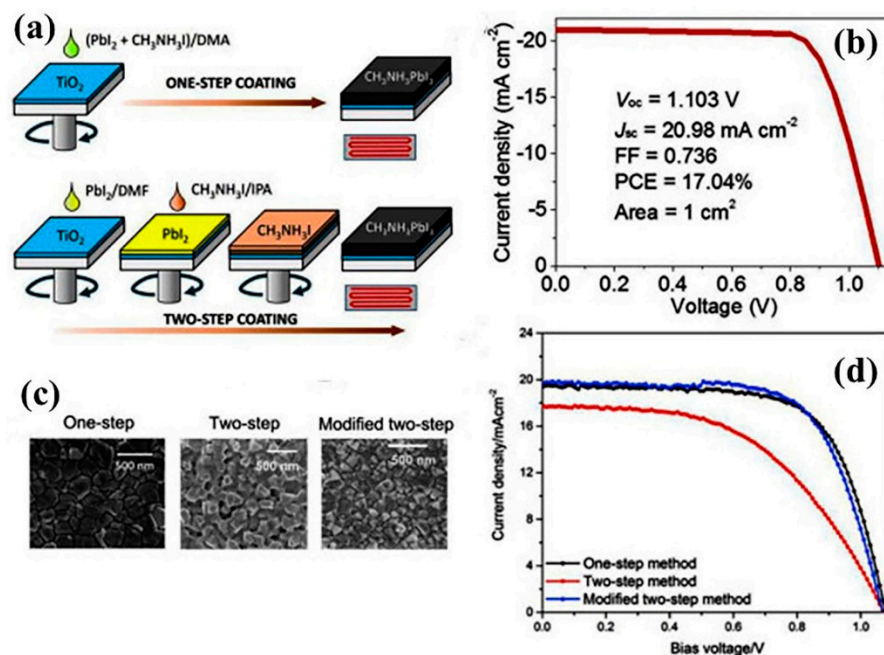 (a)
(PbI2 + CH3NH3I)/DMA
TiO2
ONE-STEP COATING
CH3NH3PbI3
PbI2/DMF
CH3NH3I/IPA
TiO2
PbI2
CH3NH3I
CH3NH3PbI3
TWO-STEP COATING
(b)
Current density (mA cm-2)
-20
-15
-10
-5
0
Voc = 1.103 V
Jsc = 20.98 mA cm-2
FF = 0.736
PCE = 17.04%
Area = 1 cm2
0.0 0.2 0.4 0.6 0.8 1.0
Voltage (V)
(c)
One-step
Two-step
Modified two-step
500 nm
500 nm
500 nm
(d)
Current density/mAcm-2
24
20
16
12
8
4
0
One-step method
Two-step method
Modified two-step method
0.0 0.2 0.4 0.6 0.8 1.0
Bias voltage/V